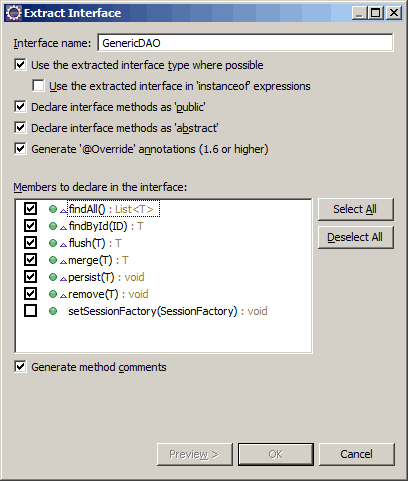 Extract Interface
Interface name: GenericDAO
Use the extracted interface type where possible
Use the extracted interface in 'instanceof' expressions
Declare interface methods as 'public'
Declare interface methods as 'abstract'
Generate '@Override' annotations (1.6 or higher)
Members to declare in the interface:
findAll() : List<T>
Select All
findById(ID) : T
flush(T) : T
Deselect All
merge(T) : T
persist(T) : void
remove(T) : void
setSessionFactory(SessionFactory) : void
Generate method comments
Preview > OK Cancel